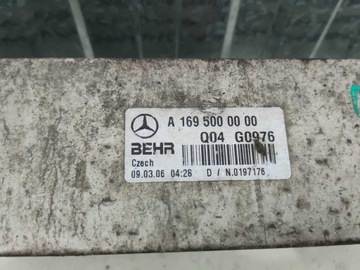 A 169 500 00 00
Q04 G0976
BEHR
Czech
09.03.06 04:26 D / N.0197176